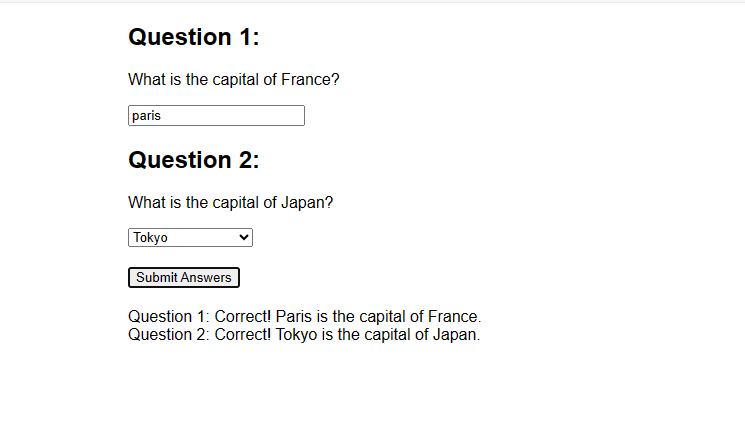 Question 1:
What is the capital of France?
paris
Question 2:
What is the capital of Japan?
Tokyo
Submit Answers
Question 1: Correct! Paris is the capital of France.
Question 2: Correct! Tokyo is the capital of Japan.